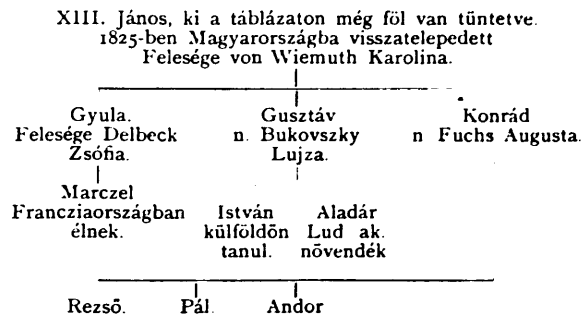 XIII. János, ki a táblázaton még föl van tüntetve.
1825-ben Magyarországba visszatelepedett
Felesége von Wiemuth Karolina.
Gyula. Gusztáv Konrád
Felesége Delbeck n. Bukovszky n Fuchs Augusta.
Zsófia. Lujza.
Marczel
Francziaországban István Aladár
élnek. külföldön Lud ak.
tanul. növendék
Rezső. Pál. Andor